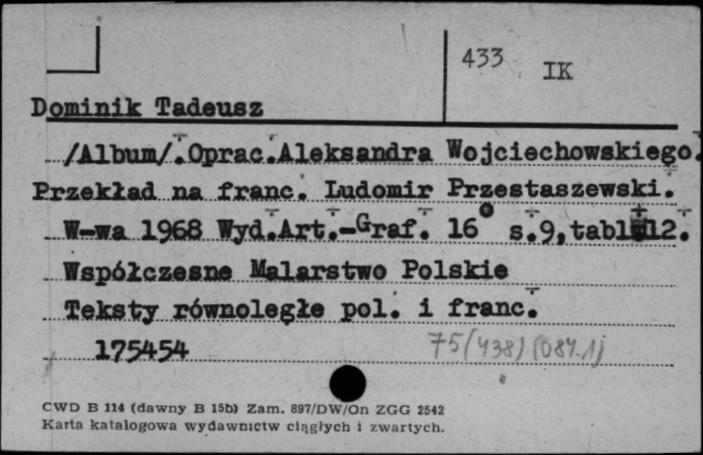 433 IK
Dominik Tadeusz
/Album/.Oprac.Aleksandra Wojciechowskiego.
Przekład na franc. Ludomir Przestaszewski.
W-wa 1968 Wyd.Art.-Graf. 16° s.9,tabl.12.
Współczesne Malarstwo Polskie
Teksty równoległe pol. i franc.
175454 75(438)(084.1)
CWD B 114 (dawny B 15b) Zam. 897/DW/On ZGG 2542
Karta katalogowa wydawnictw ciągłych i zwartych.